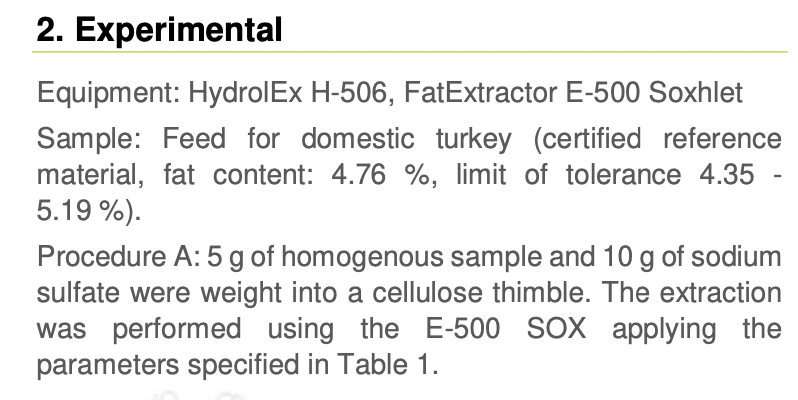 2. Experimental
Equipment: HydrolEx H-506, FatExtractor E-500 Soxhlet
Sample: Feed for domestic turkey (certified reference
material, fat content: 4.76 %, limit of tolerance 4.35 -
5.19 %).
Procedure A: 5 g of homogenous sample and 10 g of sodium
sulfate were weight into a cellulose thimble. The extraction
was performed using the E-500 SOX applying the
parameters specified in Table 1.